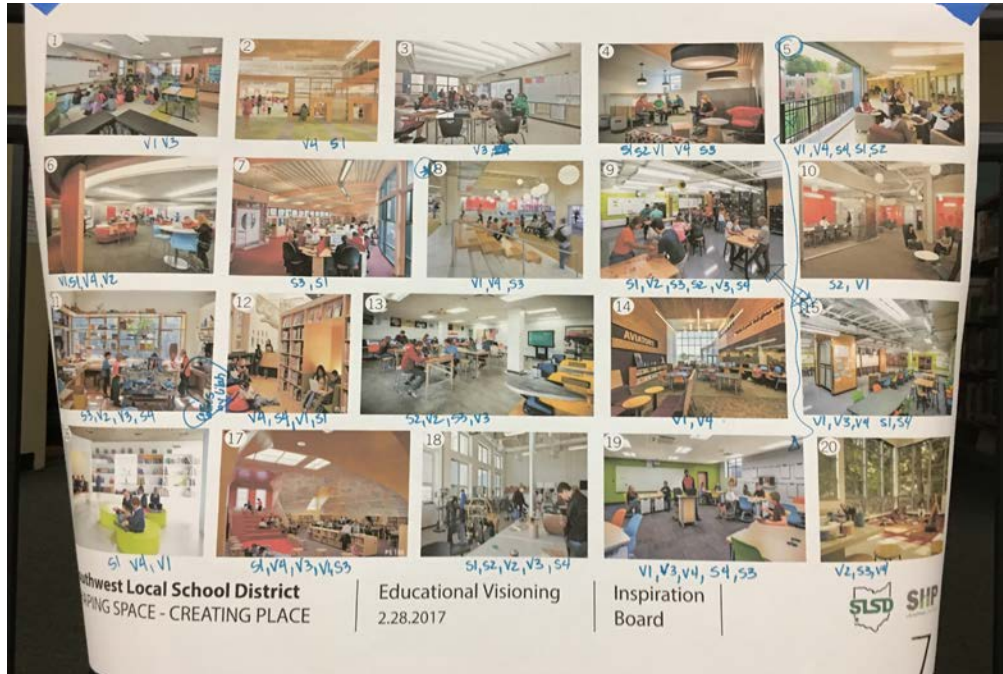 1 2 3 4 5
V1 V3 V4 S1 V3 S1 S2 V1 V4 S3 V1, V4, S4, S1, S2
6 7 8 9 10
V1 S1, V4, V2 S3, S1 V1, V4 S3 S1, V2, S3, S2, V3, S4 S2, V1
12 13 14 15
AVIATORS
S3, V2, V3, S4 V4, S4, V1, S1 S2, V2, S3, V3 V1, V4 V1, V3, V4 S1, S4
17 18 19 20
S1 V4, V1 S1, V4, V3, S3 S1, S2, V2, V3, S4 V1, V3, V4, S4, S3 V2, S3, V4
uthwest Local School District Educational Visioning Inspiration SLSD SHP
APING SPACE - CREATING PLACE 2.28.2017 Board
7